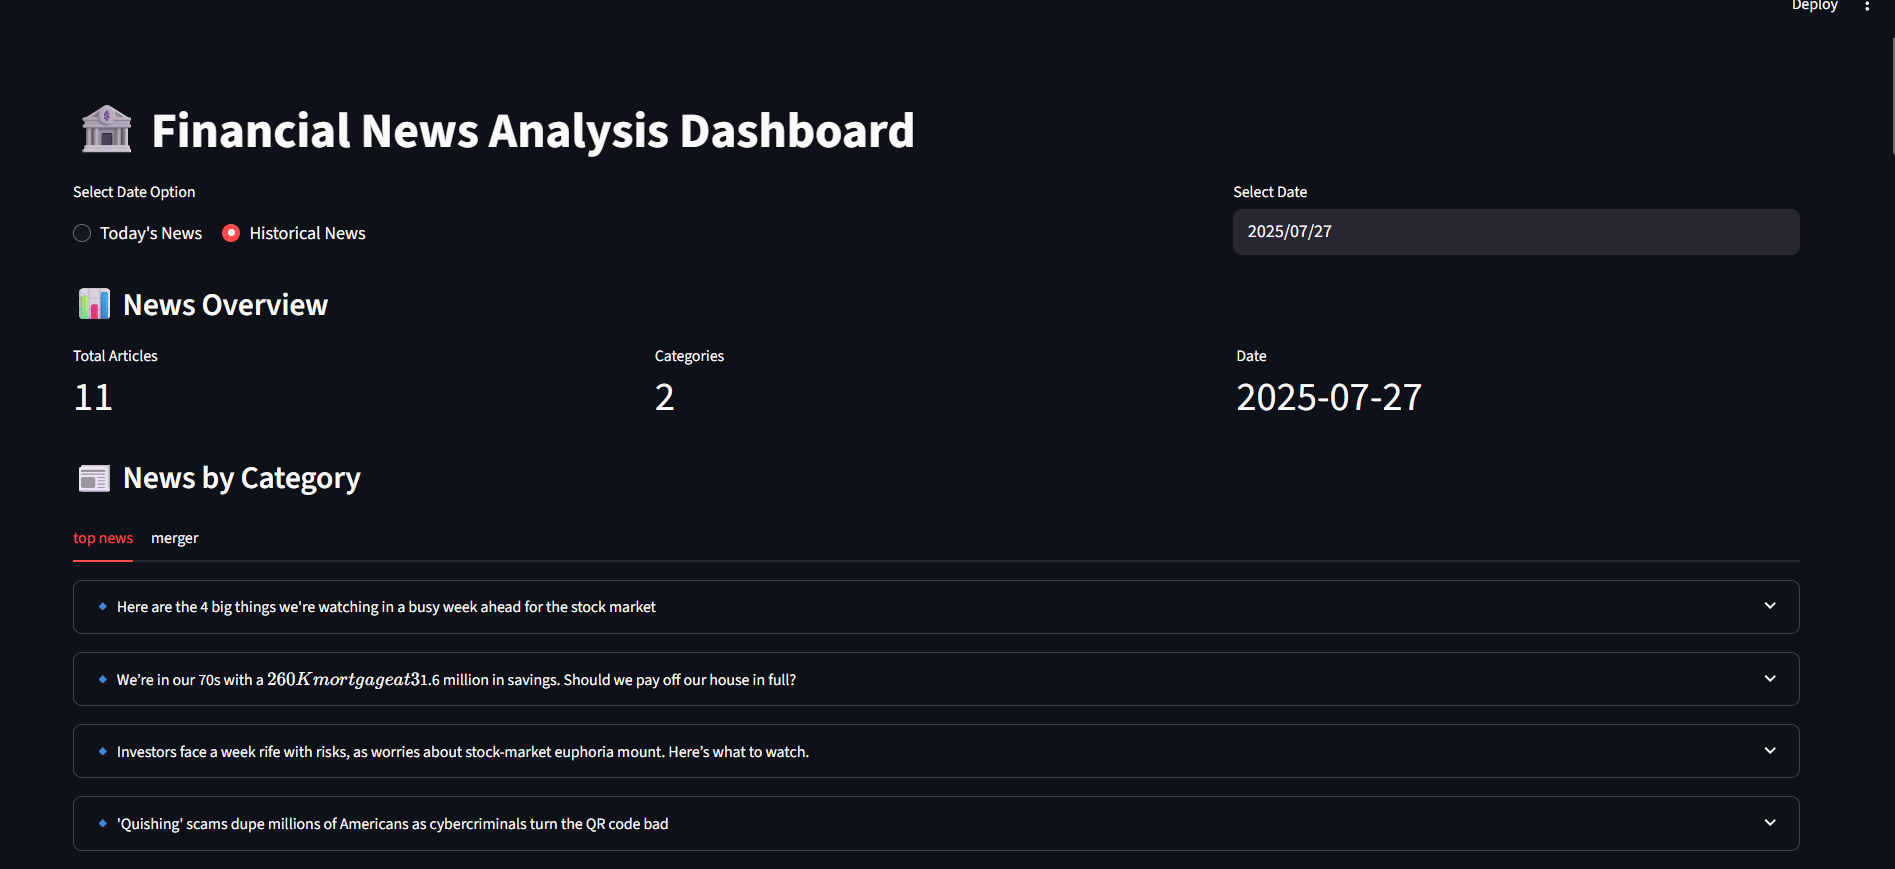 Deploy
Financial News Analysis Dashboard
Select Date Option
Select Date
Today's News
Historical News
2025/07/27
News Overview
Total Articles
Categories
Date
11
2
2025-07-27
News by Category
top news
merger
Here are the 4 big things we're watching in a busy week ahead for the stock market
We’re in our 70s with a 260Kmortgageat31.6 million in savings. Should we pay off our house in full?
Investors face a week rife with risks, as worries about stock-market euphoria mount. Here’s what to watch.
'Quishing' scams dupe millions of Americans as cybercriminals turn the QR code bad